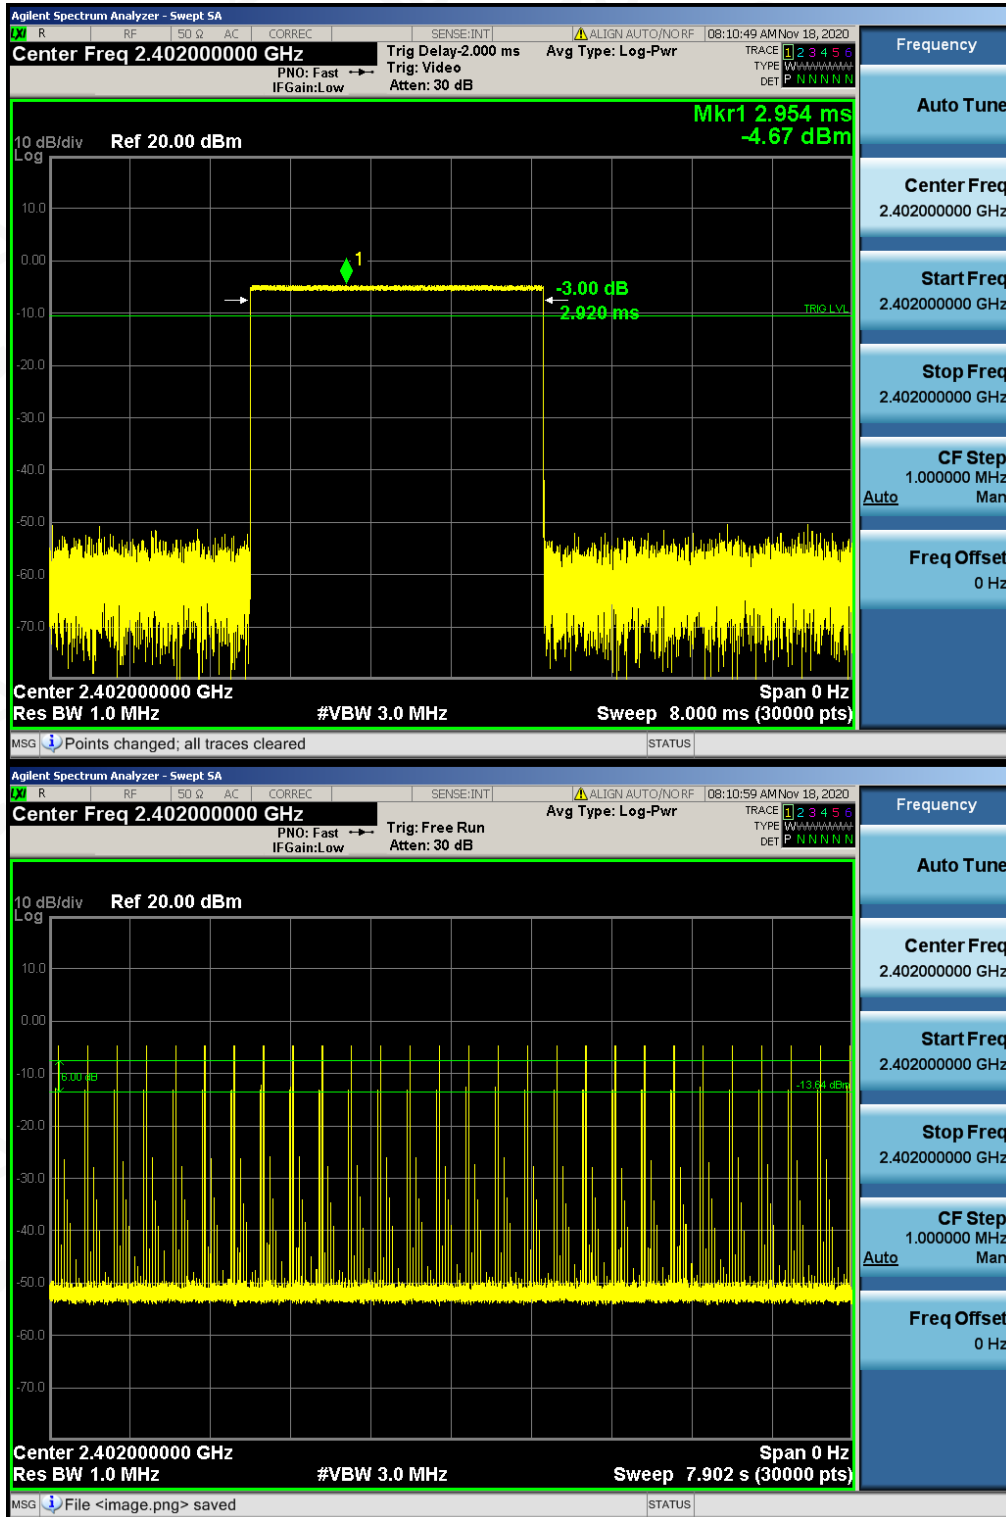 Agilent Spectrum Analyzer - Swept SA
LXI R RF 50 Ω AC CORREC SENSE:INT ALIGN AUTO/NO RF 08:10:49 AM Nov 18, 2020
Center Freq 2.402000000 GHz
Trig Delay-2.000 ms Avg Type: Log-Pwr TRACE 1 2 3 4 5 6
PNO: Fast Trig: Video TYPE WWWWWW
IFGain:Low Atten: 30 dB DET P N N N N N
Mkr1 2.954 ms
-4.67 dBm
10 dB/div Ref 20.00 dBm
Log
10.0
0.00
1
-3.00 dB
2.920 ms
-10.0
TRIG LVL
-20.0
-30.0
-40.0
-50.0
-60.0
-70.0
Center 2.402000000 GHz Span 0 Hz
Res BW 1.0 MHz #VBW 3.0 MHz Sweep 8.000 ms (30000 pts)
MSG Points changed; all traces cleared STATUS
Frequency
Auto Tune
Center Freq
2.402000000 GHz
Start Freq
2.402000000 GHz
Stop Freq
2.402000000 GHz
CF Step
1.000000 MHz
Auto Man
Freq Offset
0 Hz
Agilent Spectrum Analyzer - Swept SA
LXI R RF 50 Ω AC CORREC SENSE:INT ALIGN AUTO/NO RF 08:10:59 AM Nov 18, 2020
Center Freq 2.402000000 GHz
Avg Type: Log-Pwr TRACE 1 2 3 4 5 6
PNO: Fast Trig: Free Run TYPE WWWWWW
IFGain:Low Atten: 30 dB DET P N N N N N
10 dB/div Ref 20.00 dBm
Log
10.0
0.00
-10.0
6.00 dB
-13.64 dBm
-20.0
-30.0
-40.0
-50.0
-60.0
-70.0
Center 2.402000000 GHz Span 0 Hz
Res BW 1.0 MHz #VBW 3.0 MHz Sweep 7.902 s (30000 pts)
MSG File <image.png> saved STATUS
Frequency
Auto Tune
Center Freq
2.402000000 GHz
Start Freq
2.402000000 GHz
Stop Freq
2.402000000 GHz
CF Step
1.000000 MHz
Auto Man
Freq Offset
0 Hz